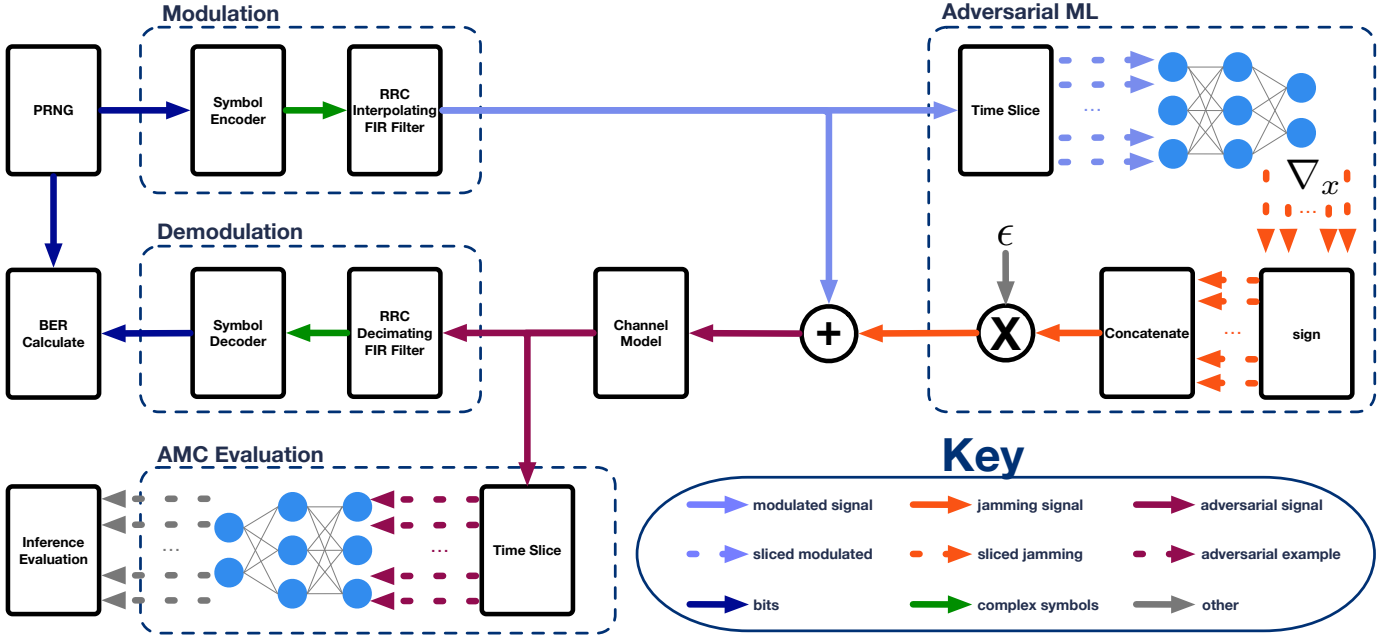 Modulation
Adversarial ML
PRNG
Symbol
Encoder
RRC
Interpolating
FIR Filter
Time Slice
...
∇x
...
Demodulation
ϵ
BER
Calculate
Symbol
Decoder
RRC
Decimating
FIR Filter
Channel
Model
+
X
Concatenate
...
sign
AMC Evaluation
Inference
Evaluation
...
...
Time Slice
Key
modulated signal
jamming signal
adversarial signal
sliced modulated
sliced jamming
adversarial example
bits
complex symbols
other